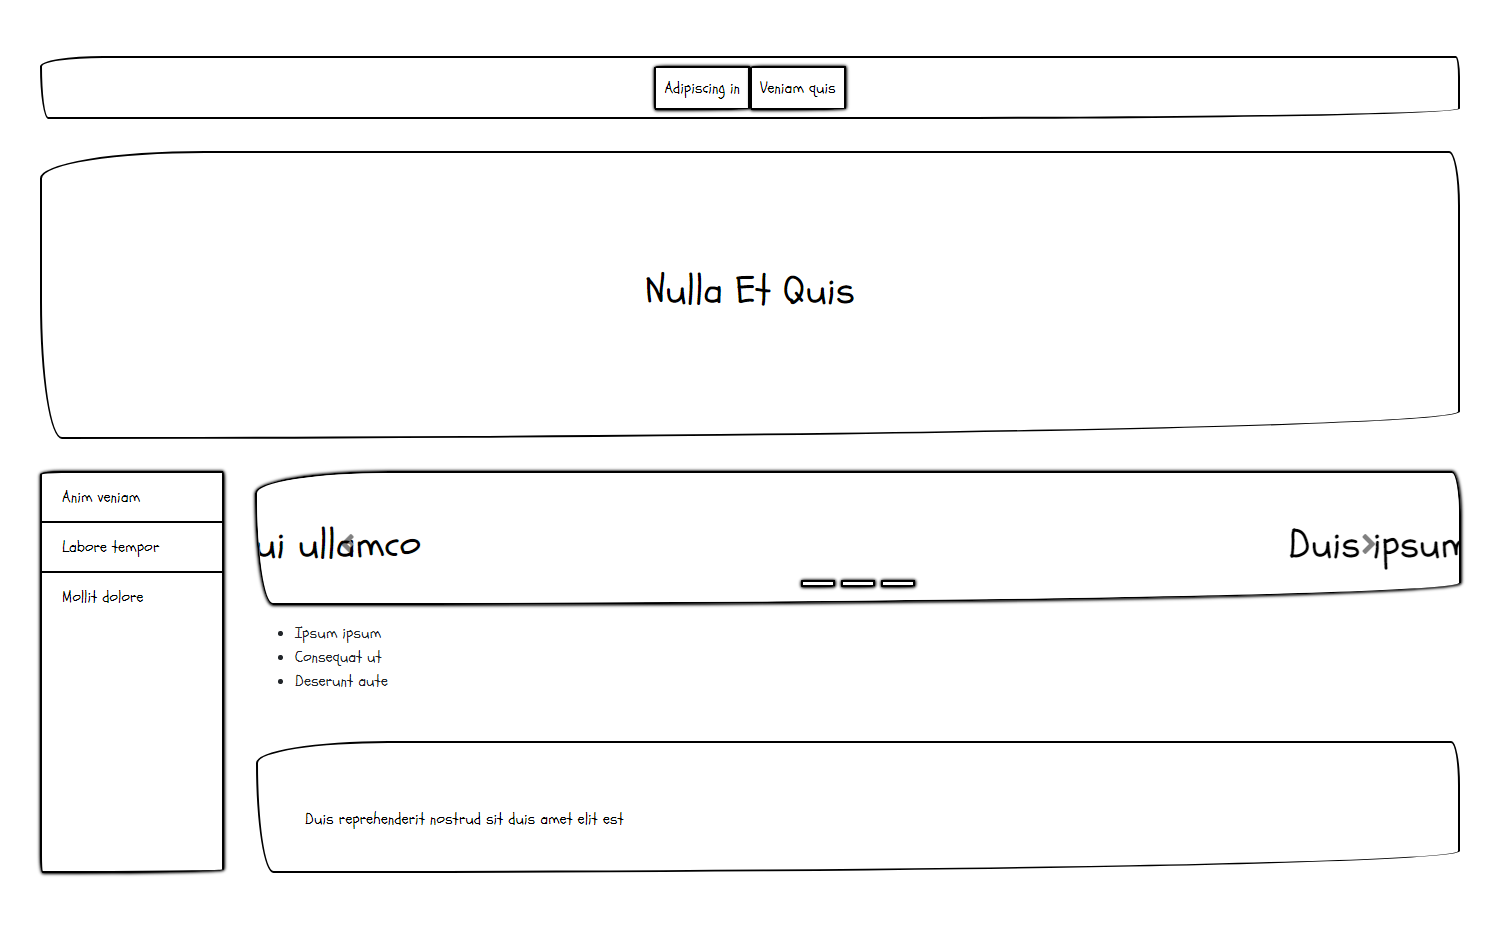 Adipiscing in Veniam quis
Nulla Et Quis
Anim veniam
Labore tempor
Mollit dolore
ui ullamco Duis ipsum
Ipsum ipsum
Consequat ut
Deserunt aute
Duis reprehenderit nostrud sit duis amet elit est